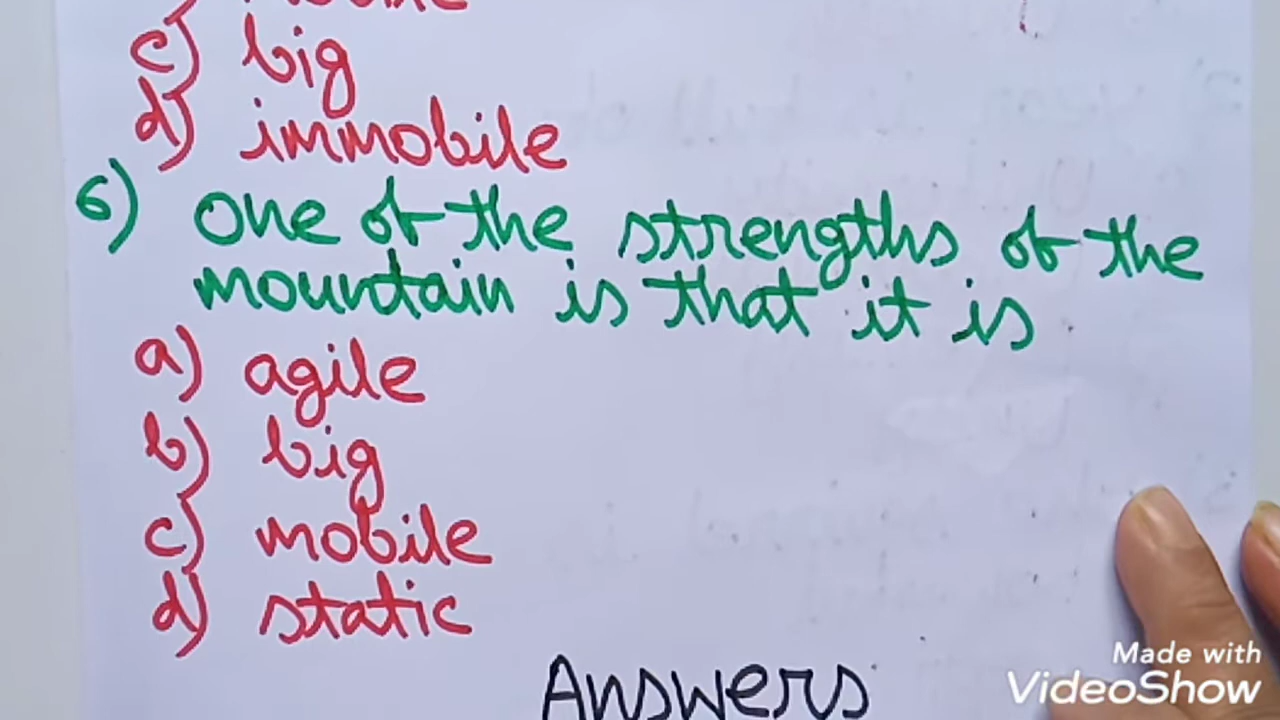 c) big
d) immobile
6) One of the strengths of the
mountain is that it is
a) agile
b) big
c) mobile
d) static
Answers
Made with
VideoShow